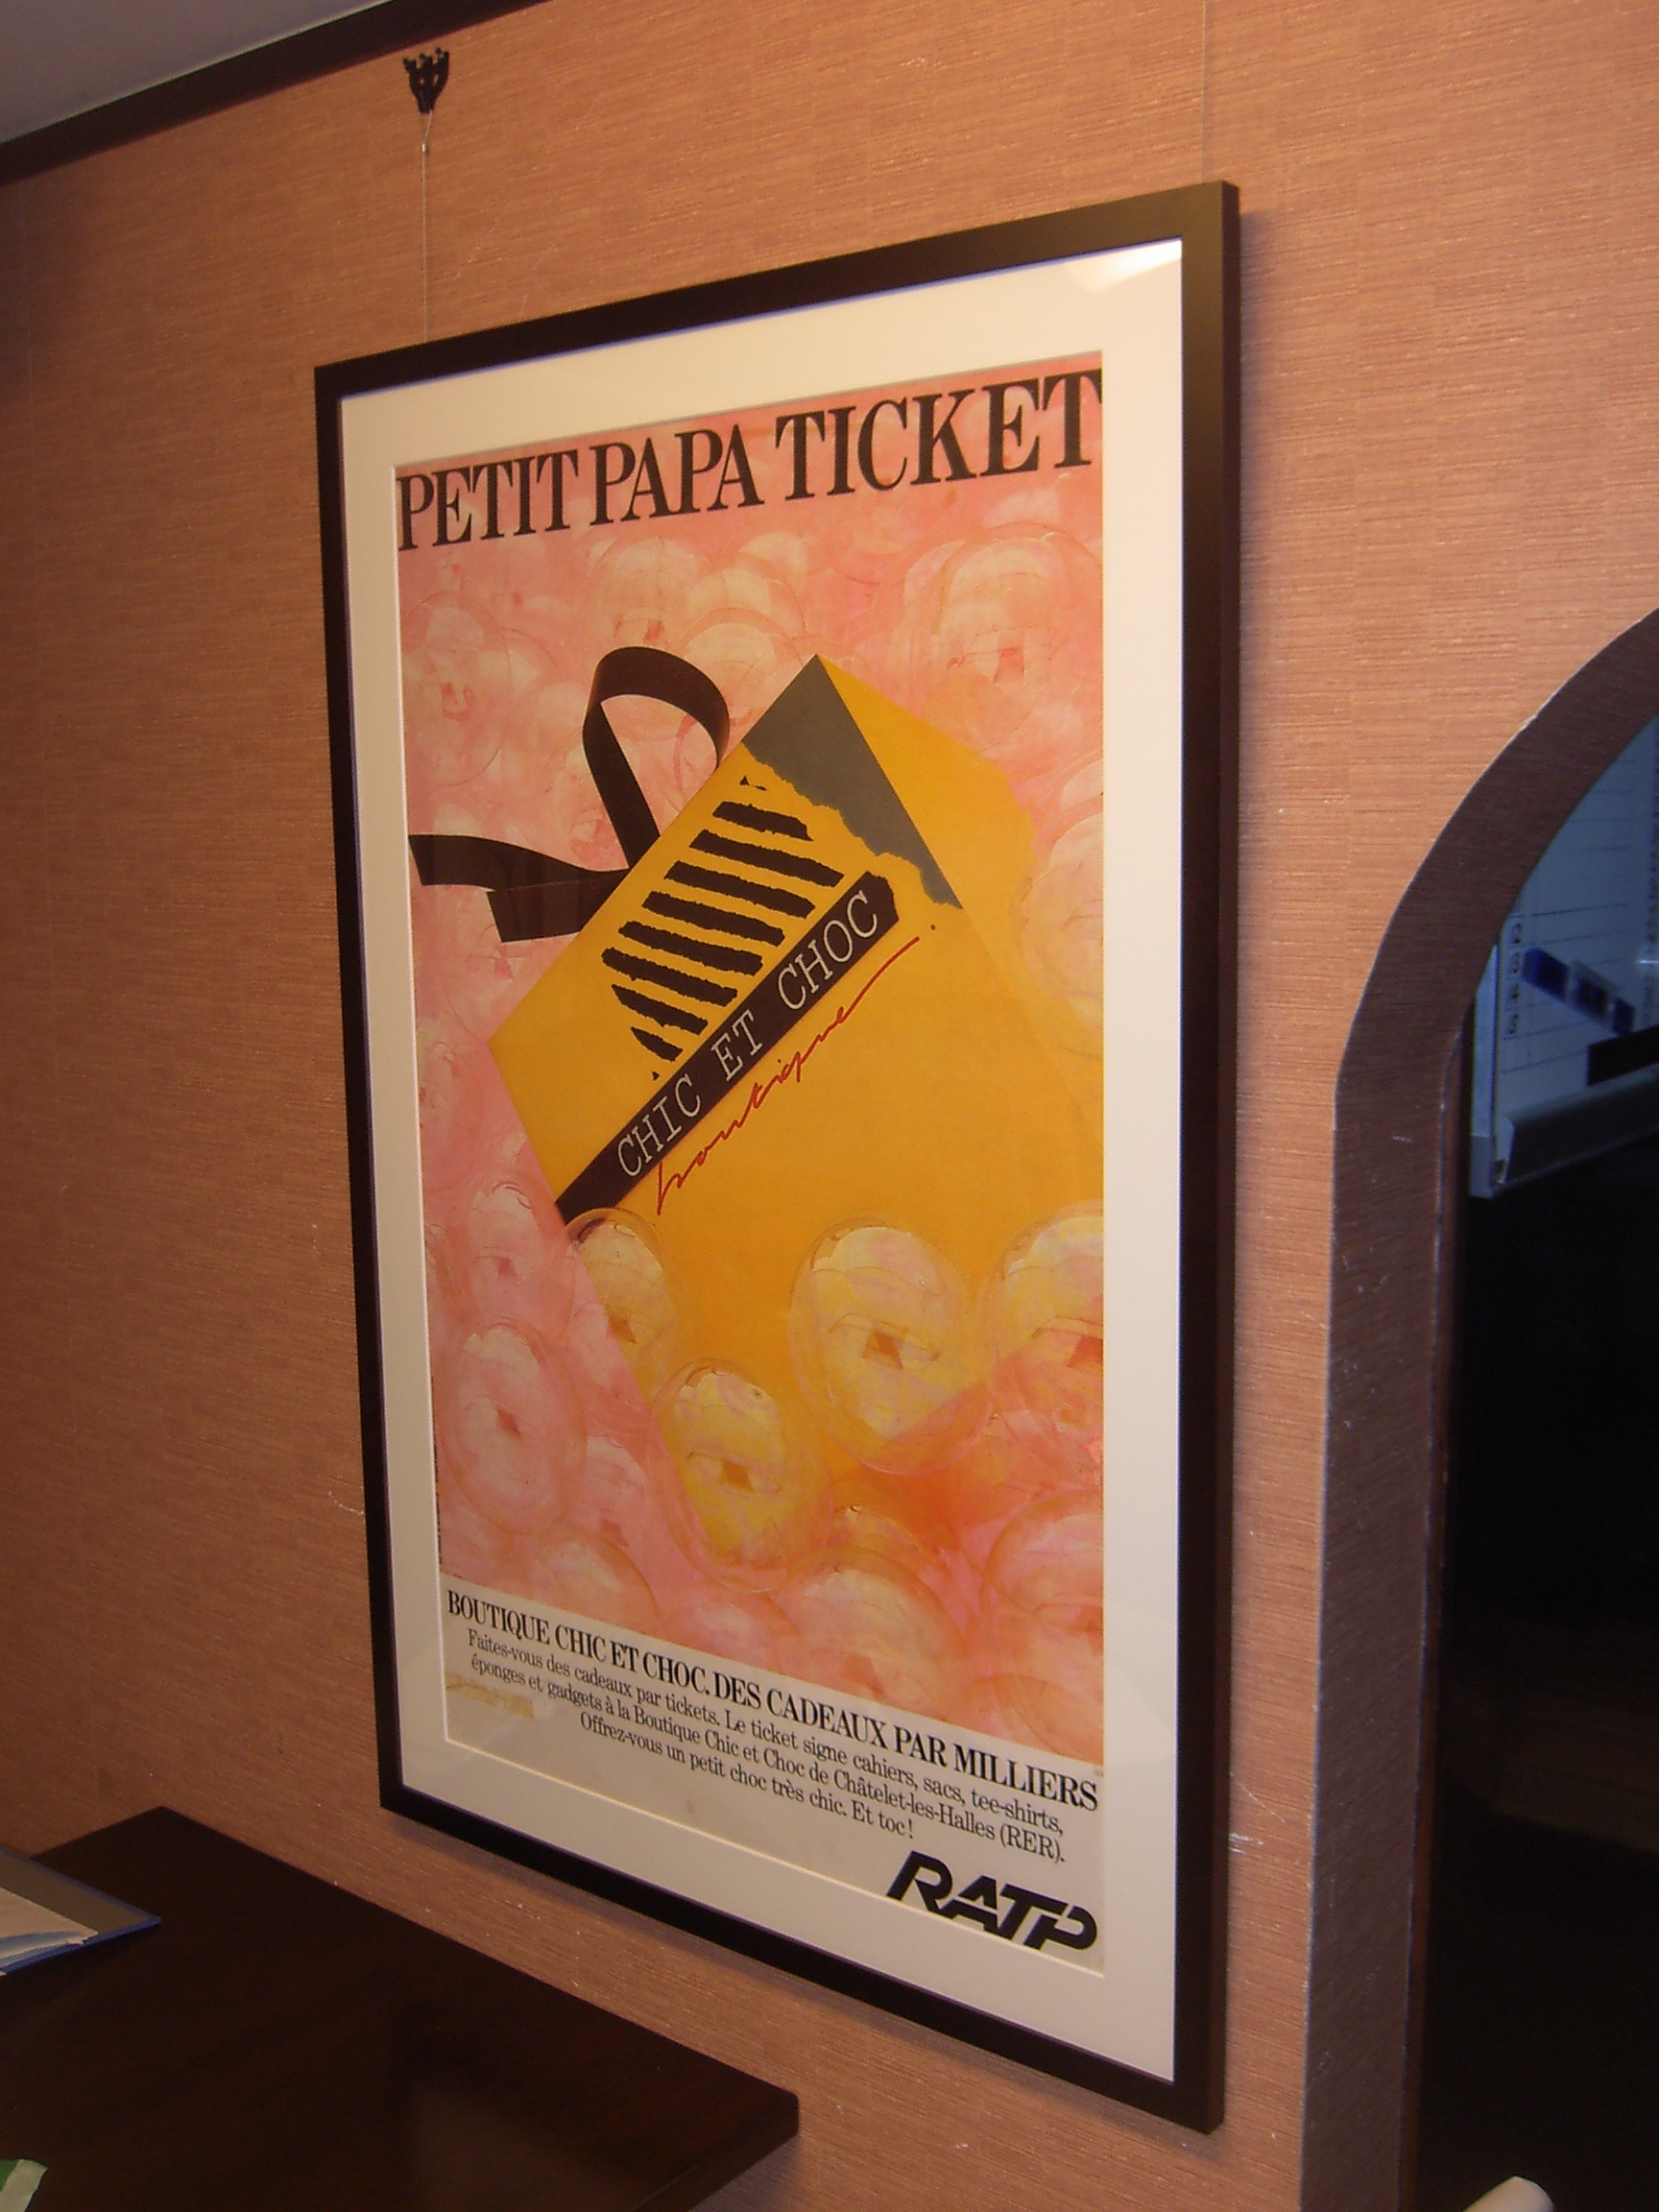 PETIT PAPA TICKET
CHIC ET CHOC
boutique
BOUTIQUE CHIC ET CHOC. DES CADEAUX PAR MILLIERS
Faites-vous des cadeaux par tickets. Le ticket signe cahiers, sacs, tee-shirts,
éponges et gadgets à la Boutique Chic et Choc de Châtelet-les-Halles (RER).
Offrez-vous un petit choc très chic. Et toc!
RATP